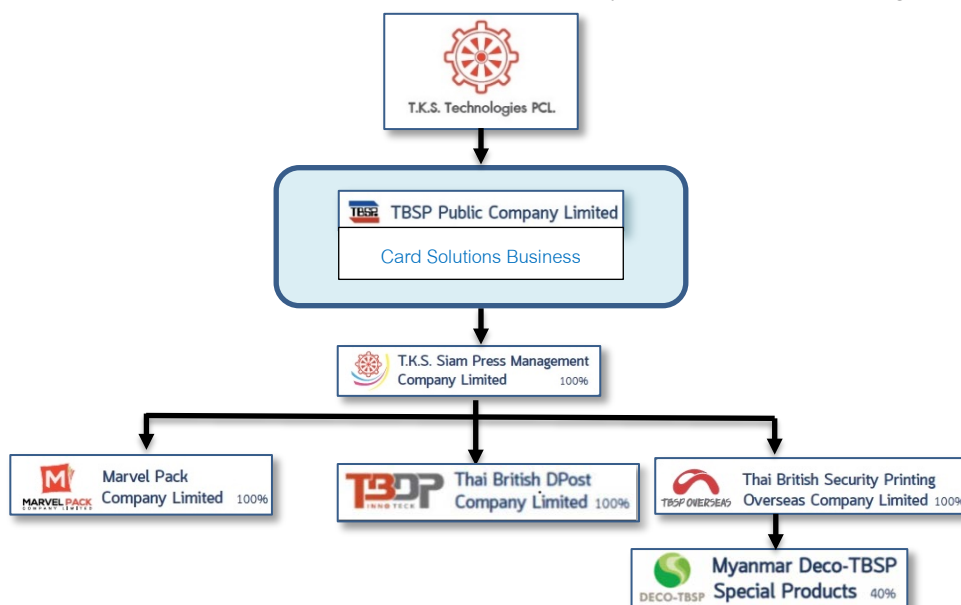 T.K.S. Technologies PCL.
TBSP TBSP Public Company Limited
Card Solutions Business
T.K.S. Siam Press Management
Company Limited 100%
M Marvel Pack
MARVEL PACK Company Limited 100%
COMPANY LIMITED
TBDP Thai British DPost
INNO TECK Company Limited 100%
Thai British Security Printing
TBSP OVERSEAS Overseas Company Limited 100%
Myanmar Deco-TBSP
DECO-TBSP Special Products 40%